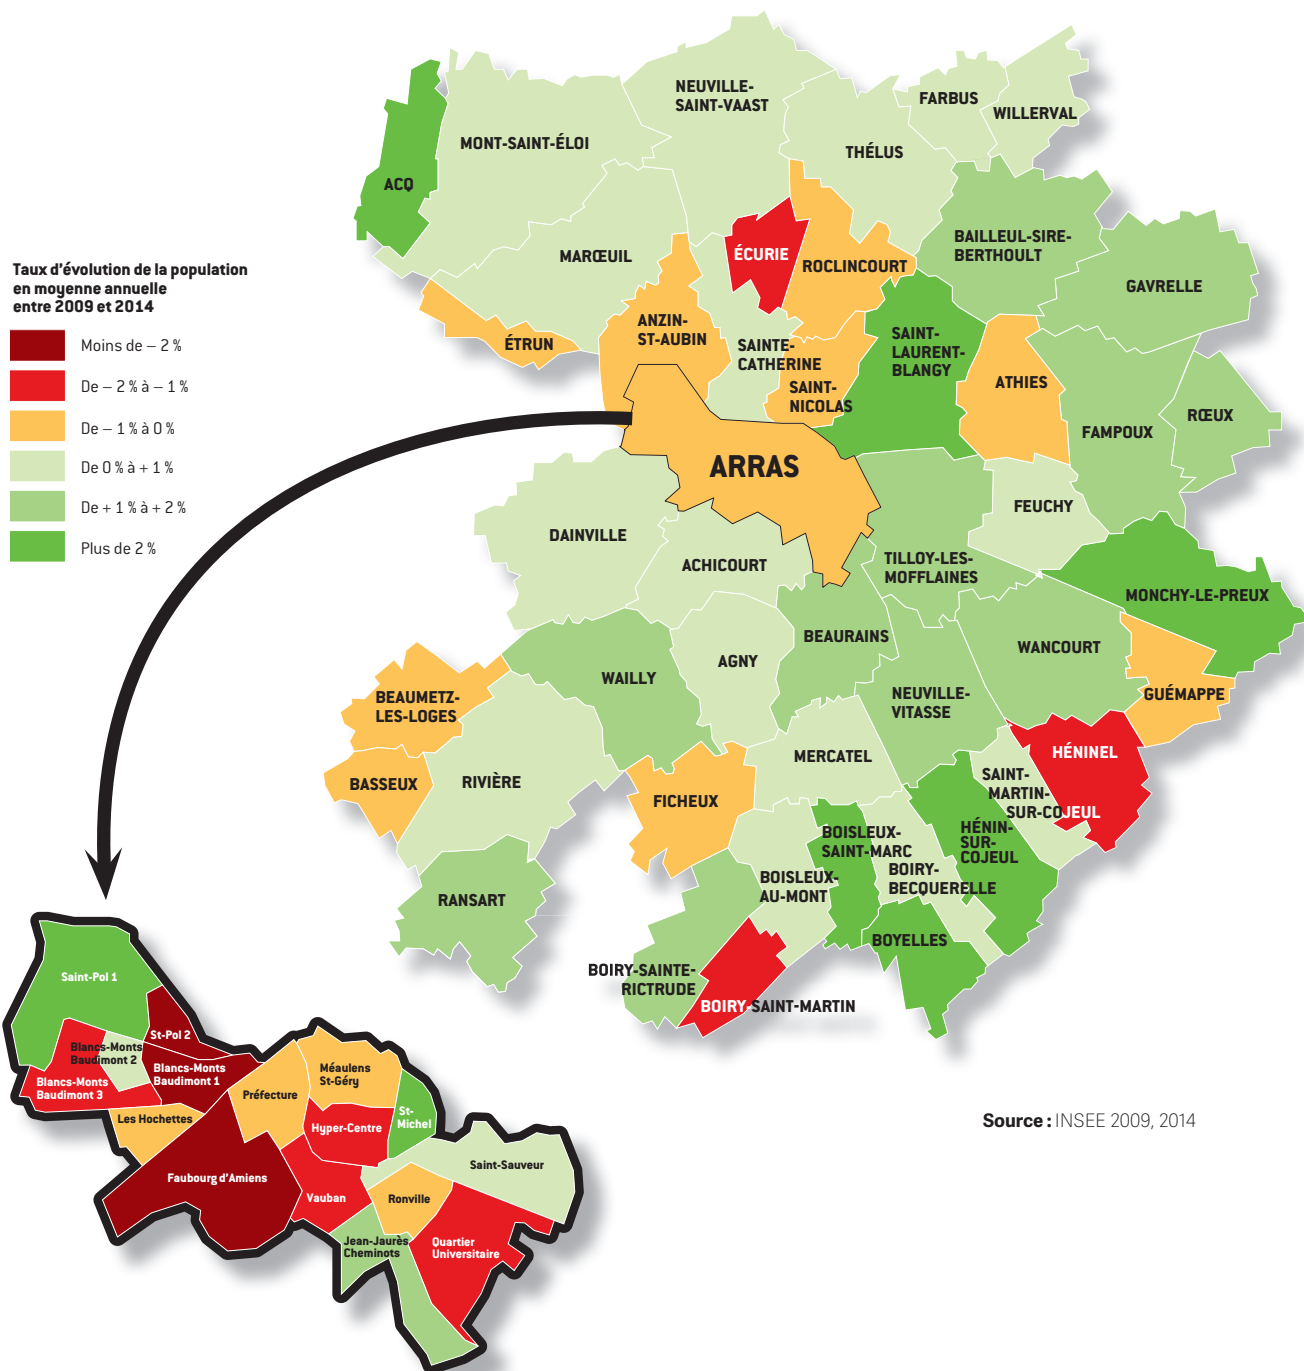 NEUVILLE-
SAINT-VAAST
FARBUS
WILLERVAL
MONT-SAINT-ÉLOI
THÉLUS
ACQ
MARŒUIL
ÉCURIE
ROCLINCOURT
BAILLEUL-SIRE-
BERTHOULT
GAVRELLE
Taux d'évolution de la population
en moyenne annuelle
entre 2009 et 2014
Moins de – 2 %
De – 2 % à – 1 %
De – 1 % à 0 %
De 0 % à + 1 %
De + 1 % à + 2 %
Plus de 2 %
ÉTRUN
ANZIN-
ST-AUBIN
SAINTE-
CATHERINE
SAINT-
NICOLAS
SAINT-
LAURENT-
BLANGY
ATHIES
FAMPOUX
RŒUX
ARRAS
FEUCHY
DAINVILLE
ACHICOURT
TILLOY-LES-
MOFFLAINES
MONCHY-LE-PREUX
BEAURAINS
WANCOURT
AGNY
WAILLY
NEUVILLE-
VITASSE
GUÉMAPPE
BEAUMETZ-
LES-LOGES
BASSEUX
RIVIÈRE
MERCATEL
HÉNINEL
SAINT-
MARTIN-
SUR-COJEUL
FICHEUX
BOISLEUX-
SAINT-MARC
HÉNIN-
SUR-
COJEUL
BOIRY-
BECQUERELLE
BOISLEUX-
AU-MONT
RANSART
BOYELLES
BOIRY-SAINTE-
RICTRUDE
BOIRY-SAINT-MARTIN
Saint-Pol 1
St-Pol 2
Blancs-Monts
Baudimont 2
Blancs-Monts
Baudimont 1
Blancs-Monts
Baudimont 3
Préfecture
Méaulens
St-Géry
Les Hochettes
Hyper-Centre
St-
Michel
Faubourg d'Amiens
Saint-Sauveur
Vauban
Ronville
Jean-Jaurès
Cheminots
Quartier
Universitaire
Source : INSEE 2009, 2014